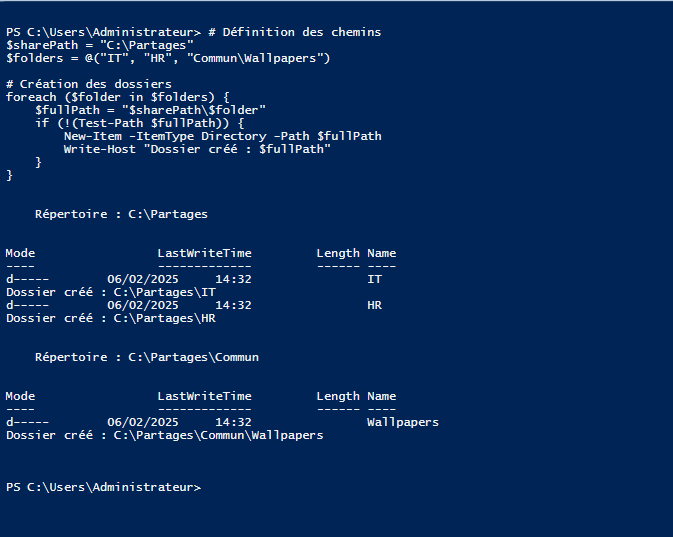 PS C:\Users\Administrateur> # Définition des chemins
$sharePath = "C:\Partages"
$folders = @("IT", "HR", "Commun\Wallpapers")
# Création des dossiers
foreach ($folder in $folders) {
    $fullPath = "$sharePath\$folder"
    if (!(Test-Path $fullPath)) {
        New-Item -ItemType Directory -Path $fullPath
        Write-Host "Dossier créé : $fullPath"
    }
}
    Répertoire : C:\Partages
Mode                 LastWriteTime         Length Name
----                 -------------         ------ ----
d-----        06/02/2025     14:32                IT
Dossier créé : C:\Partages\IT
d-----        06/02/2025     14:32                HR
Dossier créé : C:\Partages\HR
    Répertoire : C:\Partages\Commun
Mode                 LastWriteTime         Length Name
----                 -------------         ------ ----
d-----        06/02/2025     14:32                Wallpapers
Dossier créé : C:\Partages\Commun\Wallpapers
PS C:\Users\Administrateur>